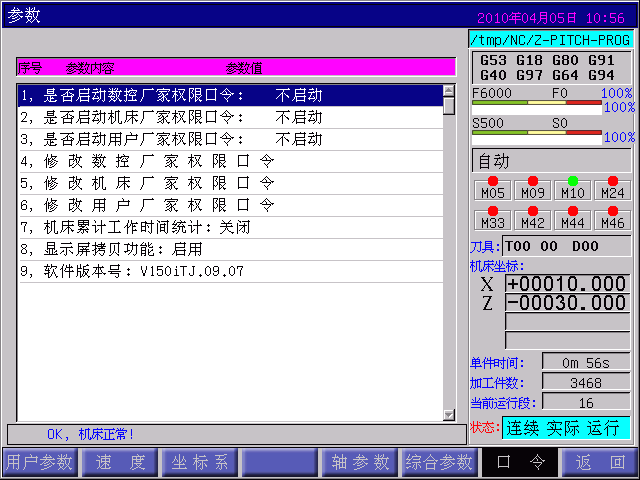 参数
2010年04月05日 10:56
序号 参数内容 参数值
1, 是否启动数控厂家权限口令: 不启动
2, 是否启动机床厂家权限口令: 不启动
3, 是否启动用户厂家权限口令: 不启动
4, 修 改 数 控 厂 家 权 限 口 令
5, 修 改 机 床 厂 家 权 限 口 令
6, 修 改 用 户 厂 家 权 限 口 令
7, 机床累计工作时间统计: 关闭
8, 显示屏拷贝功能: 启用
9, 软件版本号: V150iTJ.09.07
OK, 机床正常!
/tmp/NC/Z-PITCH-PROG
G53 G18 G80 G91
G40 G97 G64 G94
F6000 F0 100%
100%
S500 S0
100%
自动
M05 M09 M10 M24
M33 M42 M44 M46
刀具: T00 00 D00
机床坐标:
X +00010.000
Z -00030.000
单件时间: 0m 56s
加工件数: 3468
当前运行段: 16
状态: 连续 实际 运行
用户参数 速 度 坐 标 系 轴 参 数 综合参数 口 令 返 回